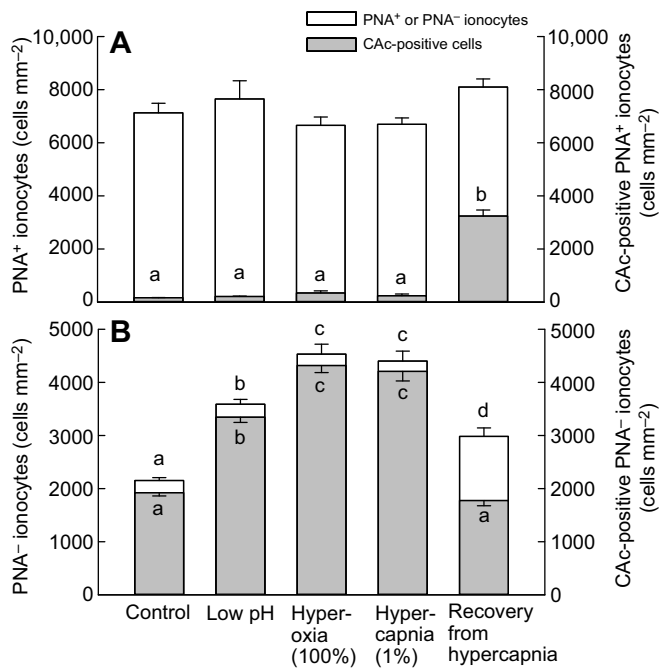 PNA⁺ or PNA⁻ ionocytes
CAc-positive cells
A
10,000
8000
6000
4000
2000
0
PNA⁺ ionocytes (cells mm⁻²)
10,000
8000
6000
4000
2000
0
CAc-positive PNA⁺ ionocytes
(cells mm⁻²)
a
a
a
a
b
B
5000
4000
3000
2000
1000
0
PNA⁻ ionocytes (cells mm⁻²)
5000
4000
3000
2000
1000
0
CAc-positive PNA⁻ ionocytes
(cells mm⁻²)
a
b
c
c
d
a
b
c
c
a
Control
Low pH
Hyper-
oxia
(100%)
Hyper-
capnia
(1%)
Recovery
from
hypercapnia